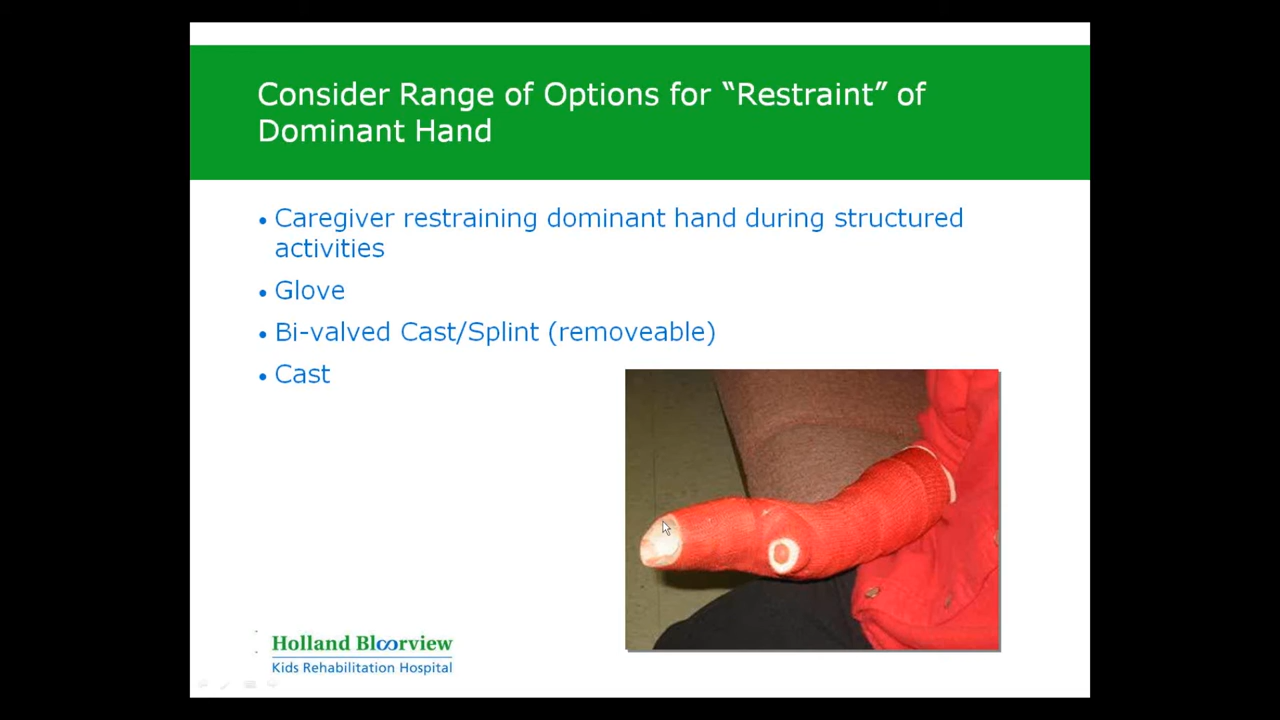 Consider Range of Options for “Restraint” of
Dominant Hand
• Caregiver restraining dominant hand during structured
activities
• Glove
• Bi-valved Cast/Splint (removeable)
• Cast
Holland Bloorview
Kids Rehabilitation Hospital